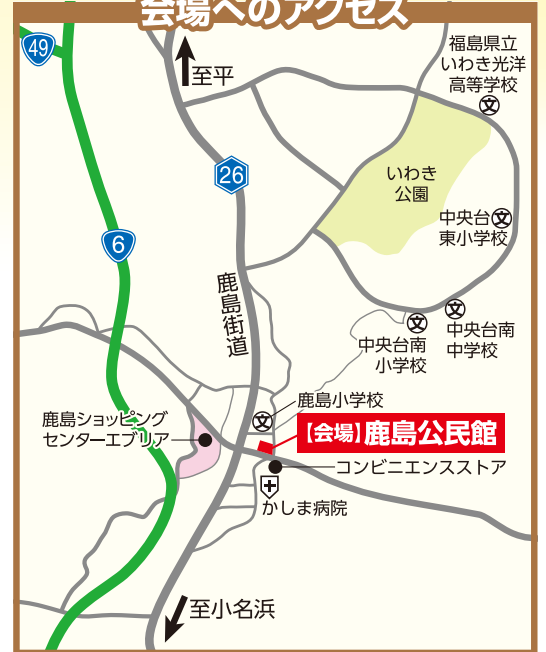 会場へのアクセス
49
至平
福島県立
いわき光洋
高等学校
文
26
いわき
公園
中央台
東小学校
文
6
鹿島街道
文
中央台南
小学校
文
中央台南
中学校
鹿島小学校
文
鹿島ショッピング
センターエブリア
【会場】鹿島公民館
コンビニエンスストア
かしま病院
至小名浜